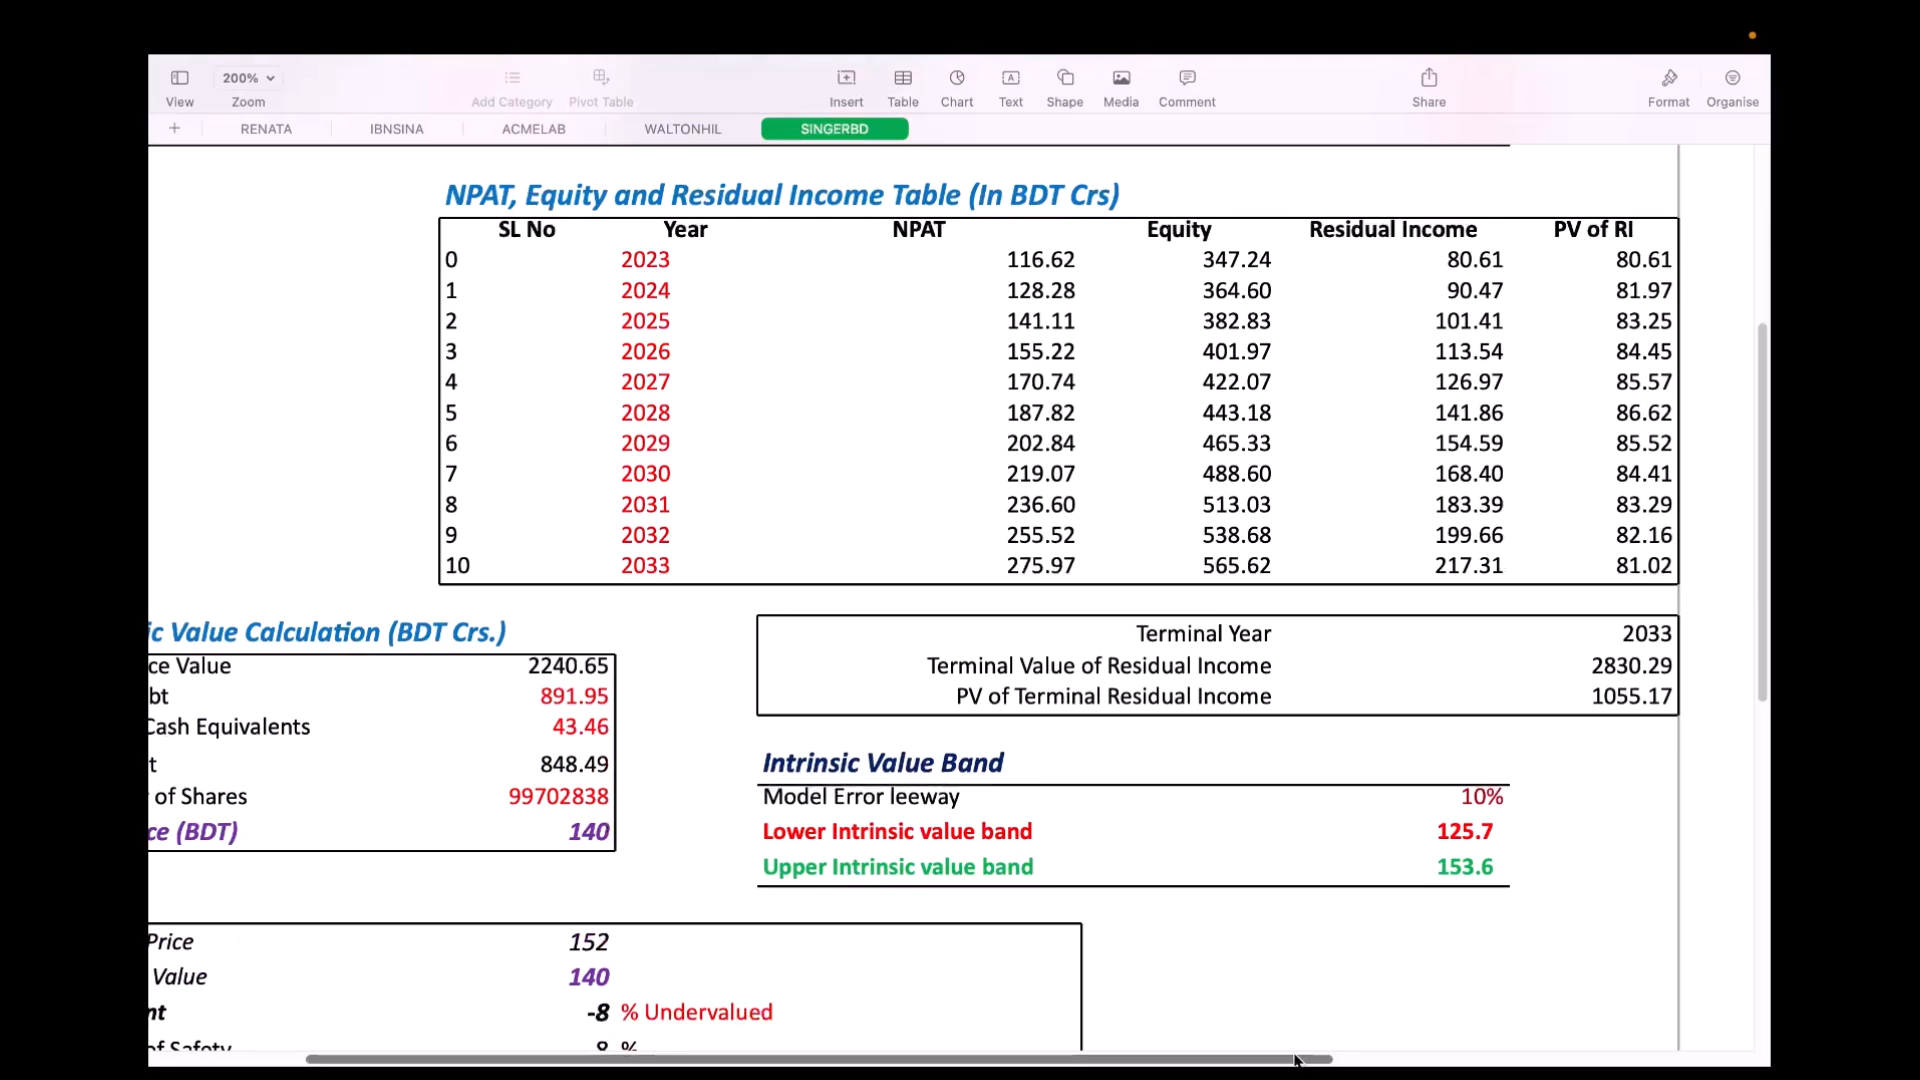 200%
View Zoom Add Category Pivot Table Insert Table Chart Text Shape Media Comment Share Format Organise
+ RENATA IBNSINA ACMELAB WALTONHIL SINGERBD
NPAT, Equity and Residual Income Table (In BDT Crs)
SL No Year NPAT Equity Residual Income PV of RI
0 2023 116.62 347.24 80.61 80.61
1 2024 128.28 364.60 90.47 81.97
2 2025 141.11 382.83 101.41 83.25
3 2026 155.22 401.97 113.54 84.45
4 2027 170.74 422.07 126.97 85.57
5 2028 187.82 443.18 141.86 86.62
6 2029 202.84 465.33 154.59 85.52
7 2030 219.07 488.60 168.40 84.41
8 2031 236.60 513.03 183.39 83.29
9 2032 255.52 538.68 199.66 82.16
10 2033 275.97 565.62 217.31 81.02
ic Value Calculation (BDT Crs.)
ce Value 2240.65
bt 891.95
Cash Equivalents 43.46
t 848.49
of Shares 99702838
ce (BDT) 140
Terminal Year 2033
Terminal Value of Residual Income 2830.29
PV of Terminal Residual Income 1055.17
Intrinsic Value Band
Model Error leeway 10%
Lower Intrinsic value band 125.7
Upper Intrinsic value band 153.6
Price 152
Value 140
nt -8 % Undervalued
of Safety 8 %